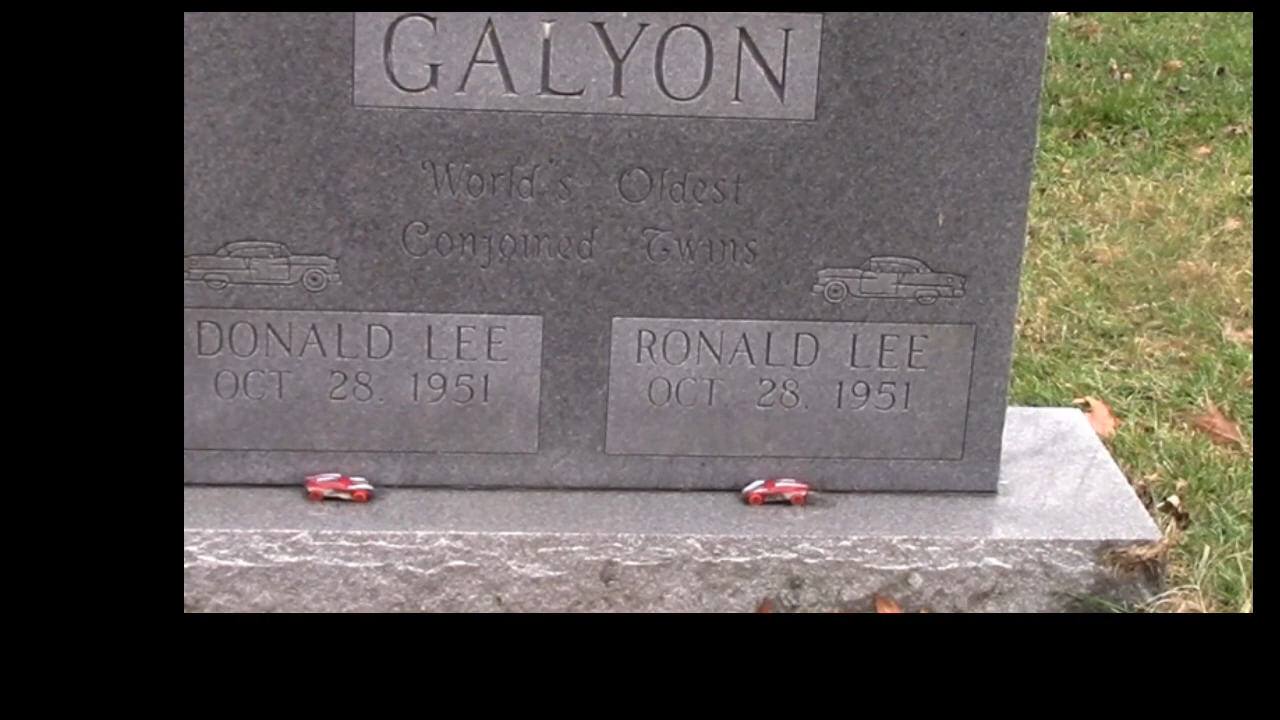 GALYON
World's Oldest
Conjoined Twins
DONALD LEE
OCT 28. 1951
RONALD LEE
OCT 28. 1951